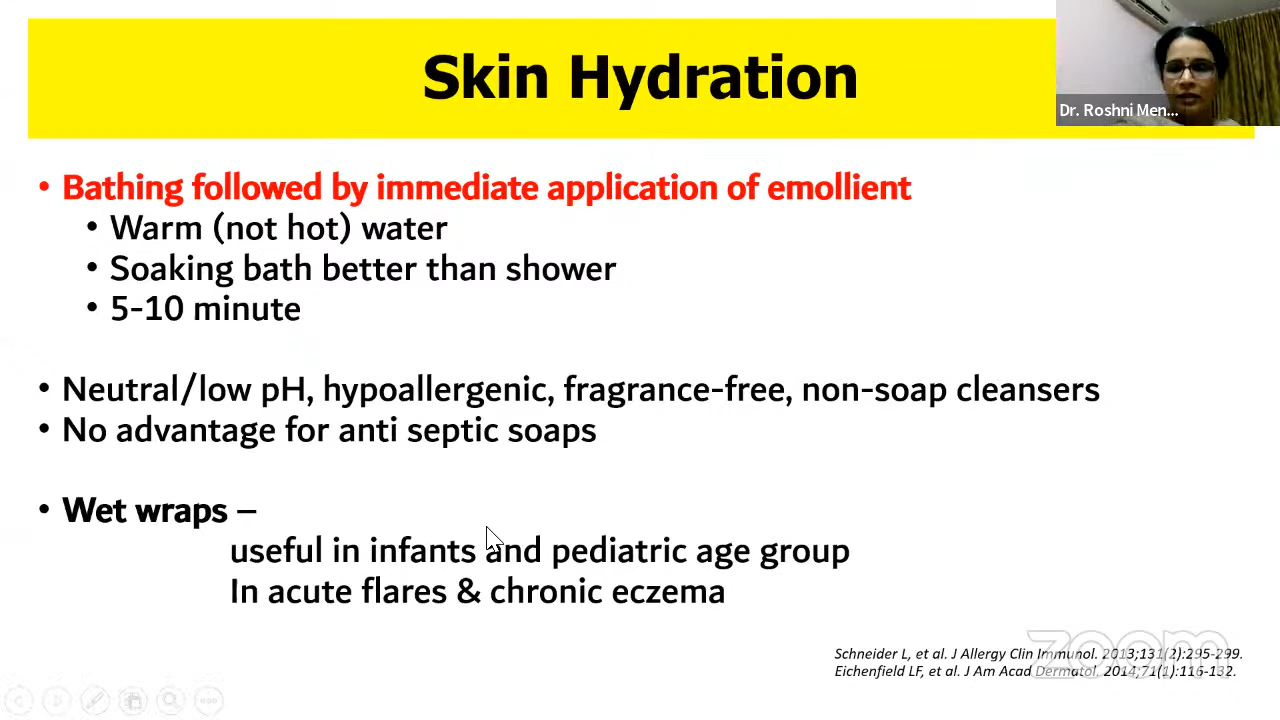 Skin Hydration
Dr. Roshni Men...
• Bathing followed by immediate application of emollient
• Warm (not hot) water
• Soaking bath better than shower
• 5-10 minute
• Neutral/low pH, hypoallergenic, fragrance-free, non-soap cleansers
• No advantage for anti septic soaps
• Wet wraps –
useful in infants and pediatric age group
In acute flares & chronic eczema
Schneider L, et al. J Allergy Clin Immunol. 2013;131(2):295-299.
Eichenfield LF, et al. J Am Acad Dermatol. 2014;71(1):116-132.
zoom